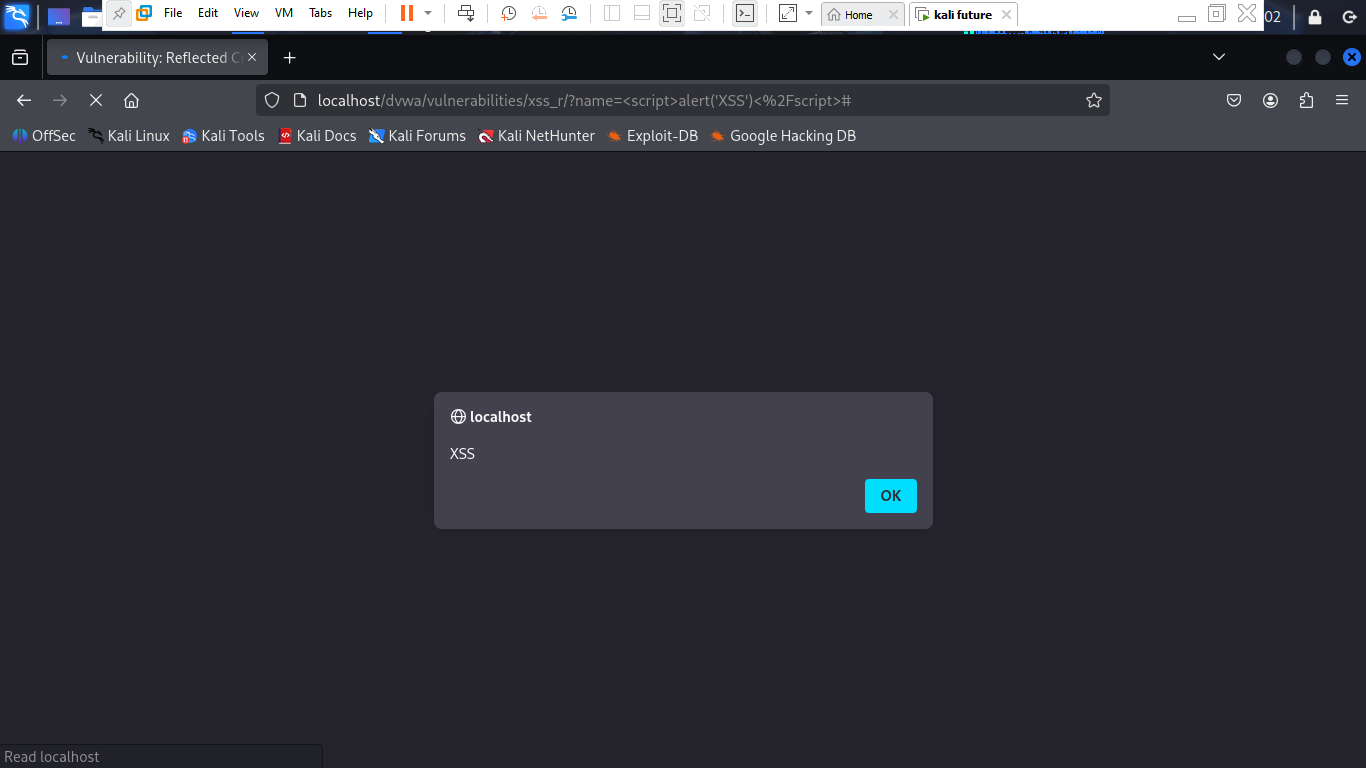 File Edit View VM Tabs Help Home kali future 02
Vulnerability: Reflected C
localhost/dvwa/vulnerabilities/xss_r/?name=<script>alert('XSS')<%2Fscript>#
OffSec Kali Linux Kali Tools Kali Docs Kali Forums Kali NetHunter Exploit-DB Google Hacking DB
localhost
XSS
OK
Read localhost